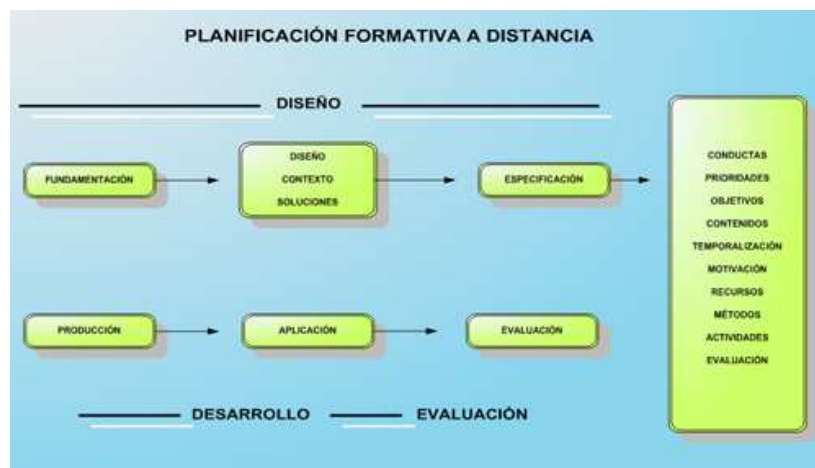 PLANIFICACIÓN FORMATIVA A DISTANCIA
DISEÑO
FUNDAMENTACIÓN
DISEÑO
CONTEXTO
SOLUCIONES
ESPECIFICACIÓN
CONDUCTAS
PRIORIDADES
OBJETIVOS
CONTENIDOS
TEMPORALIZACIÓN
MOTIVACIÓN
RECURSOS
MÉTODOS
ACTIVIDADES
EVALUACIÓN
PRODUCCIÓN
APLICACIÓN
EVALUACIÓN
DESARROLLO
EVALUACIÓN